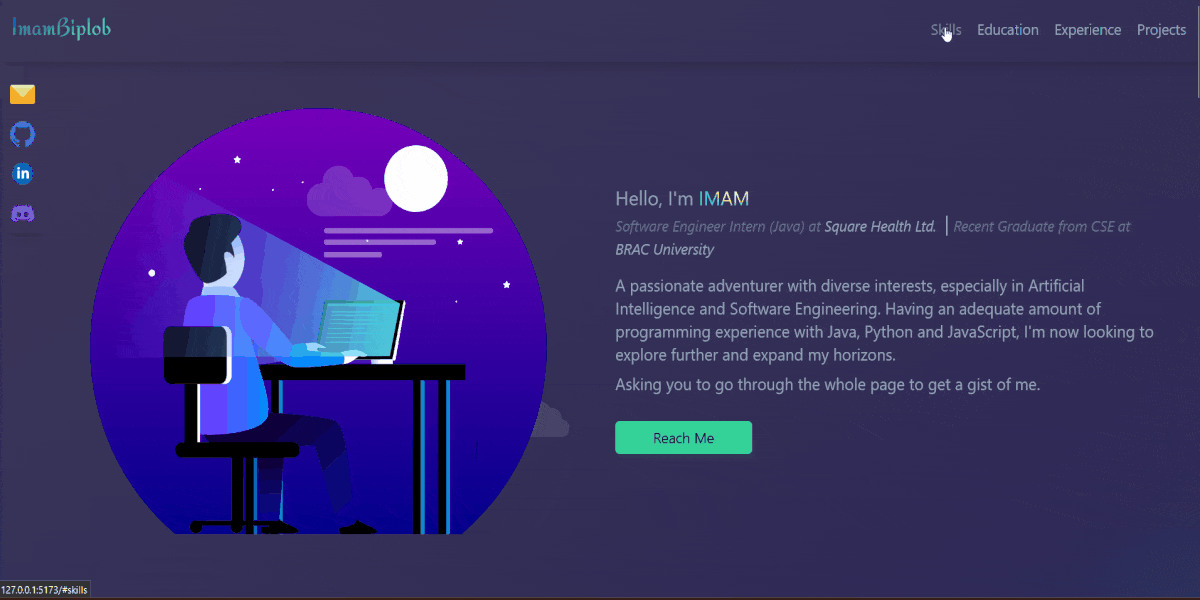 ImamBiplob
Skills Education Experience Projects
in
Hello, I'm IMAM
Software Engineer Intern (Java) at Square Health Ltd. | Recent Graduate from CSE at
BRAC University
A passionate adventurer with diverse interests, especially in Artificial
Intelligence and Software Engineering. Having an adequate amount of
programming experience with Java, Python and JavaScript, I'm now looking to
explore further and expand my horizons.
Asking you to go through the whole page to get a gist of me.
Reach Me
127.0.0.1:5173/#skills